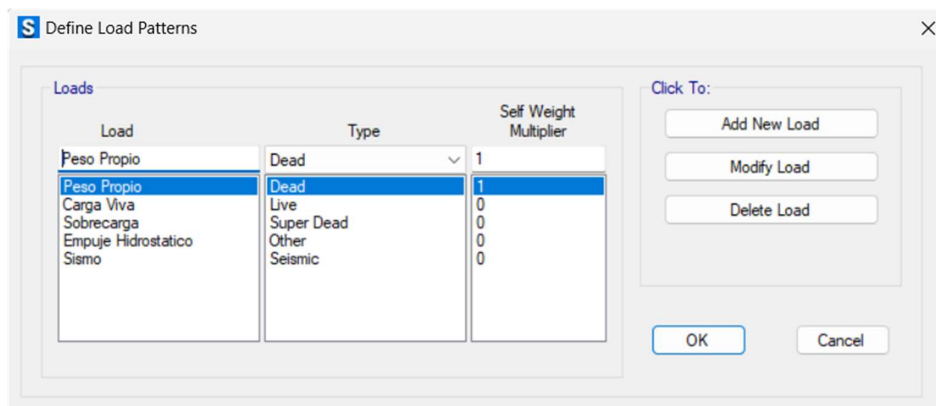 S Define Load Patterns
Loads
Click To:
Load Type Self Weight Multiplier
Peso Propio Dead 1
Peso Propio Dead 1
Carga Viva Live 0
Sobrecarga Super Dead 0
Empuje Hidrostatico Other 0
Sismo Seismic 0
Add New Load
Modify Load
Delete Load
OK Cancel